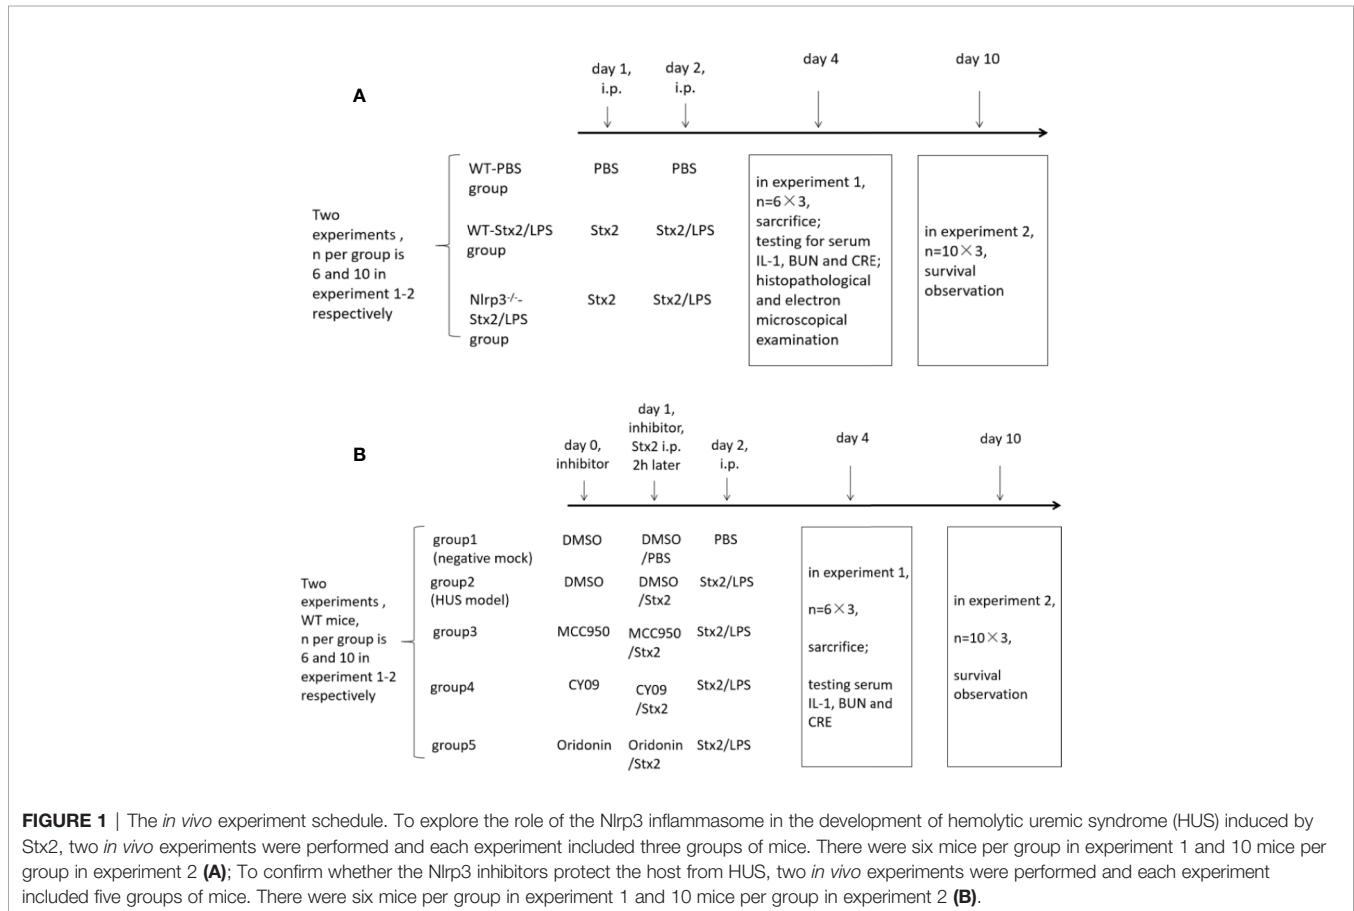 A
day 1,
i.p.
day 2,
i.p.
day 4
day 10
Two
experiments ,
n per group is
6 and 10 in
experiment 1-2
respectively
WT-PBS
group
PBS
PBS
WT-Stx2/LPS
group
Stx2
Stx2/LPS
Nlrp3-/--
Stx2/LPS
group
Stx2
Stx2/LPS
in experiment 1,
n=6×3,
sarcrifice;
testing for serum
IL-1, BUN and CRE;
histopathological
and electron
microscopical
examination
in experiment 2,
n=10×3,
survival
observation
B
day 0,
inhibitor
day 1,
inhibitor,
Stx2 i.p.
2h later
day 2,
i.p.
day 4
day 10
Two
experiments ,
WT mice,
n per group is
6 and 10 in
experiment 1-2
respectively
group1
(negative mock)
DMSO
DMSO
/PBS
PBS
group2
(HUS model)
DMSO
DMSO
/Stx2
Stx2/LPS
group3
MCC950
MCC950
/Stx2
Stx2/LPS
group4
CY09
CY09
/Stx2
Stx2/LPS
group5
Oridonin
Oridonin
/Stx2
Stx2/LPS
in experiment 1,
n=6×3,
sarcrifice;
testing serum
IL-1, BUN and
CRE
in experiment 2,
n=10×3,
survival
observation
FIGURE 1 | The in vivo experiment schedule. To explore the role of the Nlrp3 inflammasome in the development of hemolytic uremic syndrome (HUS) induced by
Stx2, two in vivo experiments were performed and each experiment included three groups of mice. There were six mice per group in experiment 1 and 10 mice per
group in experiment 2 (A); To confirm whether the Nlrp3 inhibitors protect the host from HUS, two in vivo experiments were performed and each experiment
included five groups of mice. There were six mice per group in experiment 1 and 10 mice per group in experiment 2 (B).